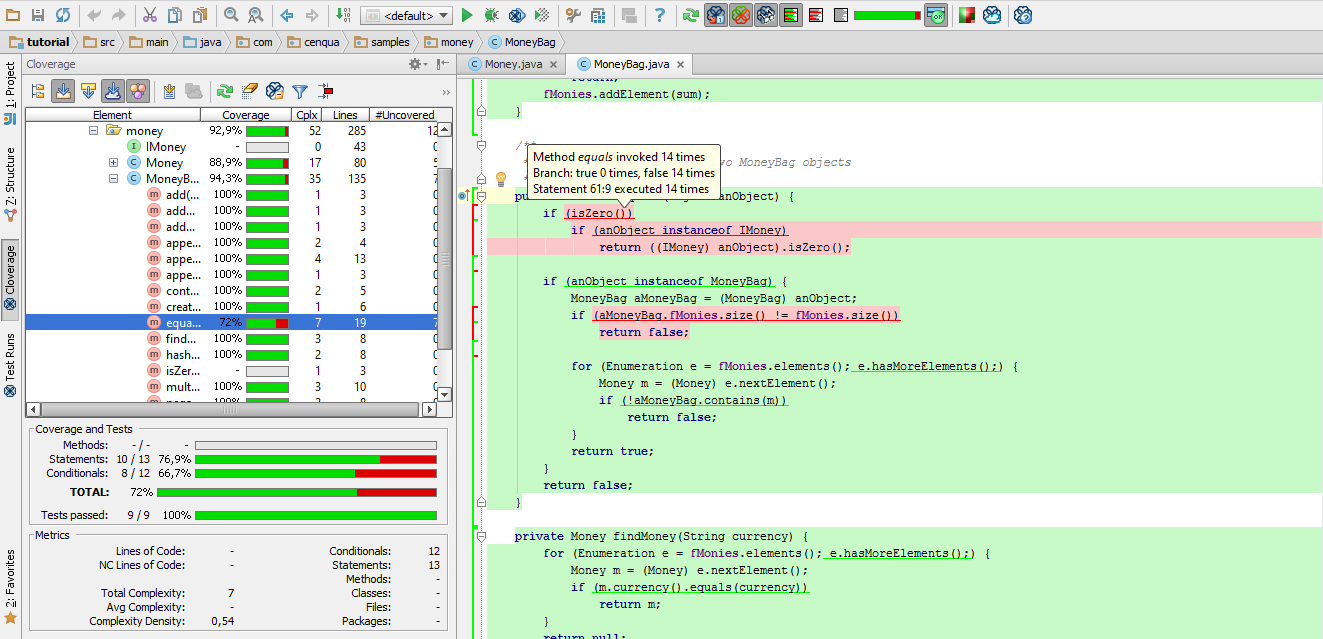 <default>
tutorial src main java com cenqua samples money MoneyBag
1: Project
Z: Structure
Cloverage
Test Runs
2: Favorites
Cloverage
Element Coverage Cplx Lines #Uncovered
money 92,9% 52 285 12
IMoney - 0 43 0
Money 88,9% 17 80 5
MoneyB... 94,3% 35 135 7
add(... 100% 1 3 0
add... 100% 1 3 0
add... 100% 1 3 0
appe... 100% 2 4 0
appe... 100% 4 13 0
appe... 100% 1 3 0
cont... 100% 2 5 0
creat... 100% 1 6 0
equa... 72% 7 19 7
find... 100% 3 8 0
hash... 100% 2 8 0
isZer... - 1 3 0
mult... 100% 3 10 0
Coverage and Tests
Methods: - / - -
Statements: 10 / 13 76,9%
Conditionals: 8 / 12 66,7%
TOTAL: 72%
Tests passed: 9 / 9 100%
Metrics
Lines of Code: - Conditionals: 12
NC Lines of Code: - Statements: 13
Methods: -
Total Complexity: 7 Classes: -
Avg Complexity: - Files: -
Complexity Density: 0,54 Packages: -
Money.java MoneyBag.java
return;
fMonies.addElement(sum);
}
/**
Method equals invoked 14 times
Branch: true 0 times, false 14 times
Statement 61:9 executed 14 times
wo MoneyBag objects
anObject) {
if (isZero())
if (anObject instanceof IMoney)
return ((IMoney) anObject).isZero();
if (anObject instanceof MoneyBag) {
MoneyBag aMoneyBag = (MoneyBag) anObject;
if (aMoneyBag.fMonies.size() != fMonies.size())
return false;
for (Enumeration e = fMonies.elements(); e.hasMoreElements();) {
Money m = (Money) e.nextElement();
if (!aMoneyBag.contains(m))
return false;
}
return true;
}
return false;
}
private Money findMoney(String currency) {
for (Enumeration e = fMonies.elements(); e.hasMoreElements();) {
Money m = (Money) e.nextElement();
if (m.currency().equals(currency))
return m;
}
return null;